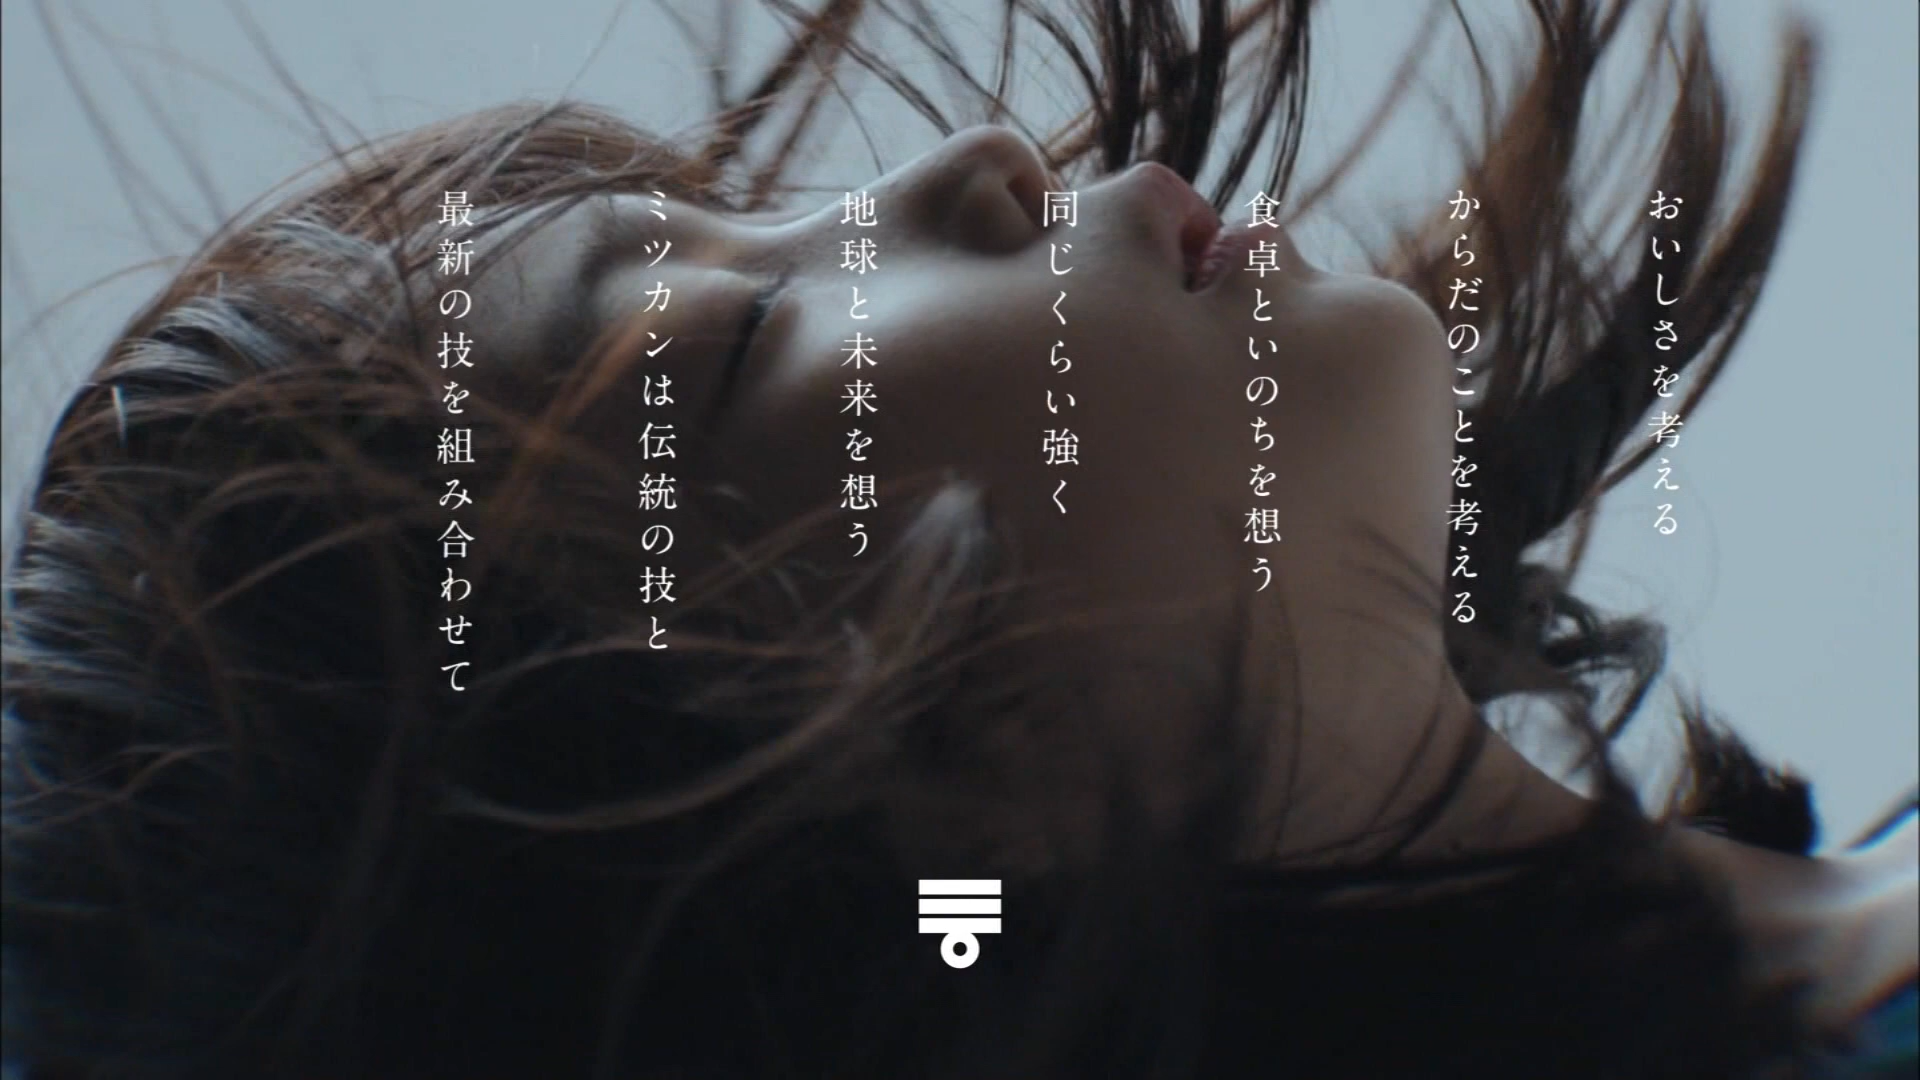 おいしさを考える
からだのことを考える
食卓といのちを想う
同じくらい強く
地球と未来を想う
ミツカンは伝統の技と
最新の技を組み合わせて